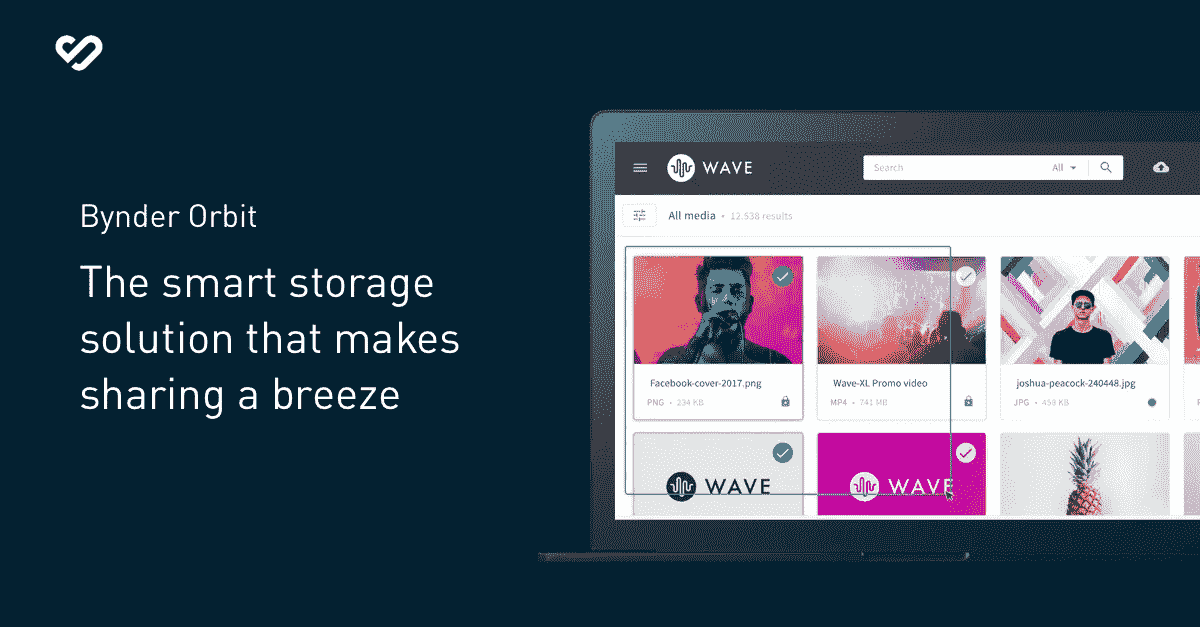 Bynder Orbit
The smart storage
solution that makes
sharing a breeze
WAVE
Search
All
All media • 12.538 results
Facebook-cover-2017.png
PNG • 234 KB
Wave-XL Promo video
MP4 • 741 MB
joshua-peacock-240448.jpg
JPG • 459 KB
WAVE
WAVE